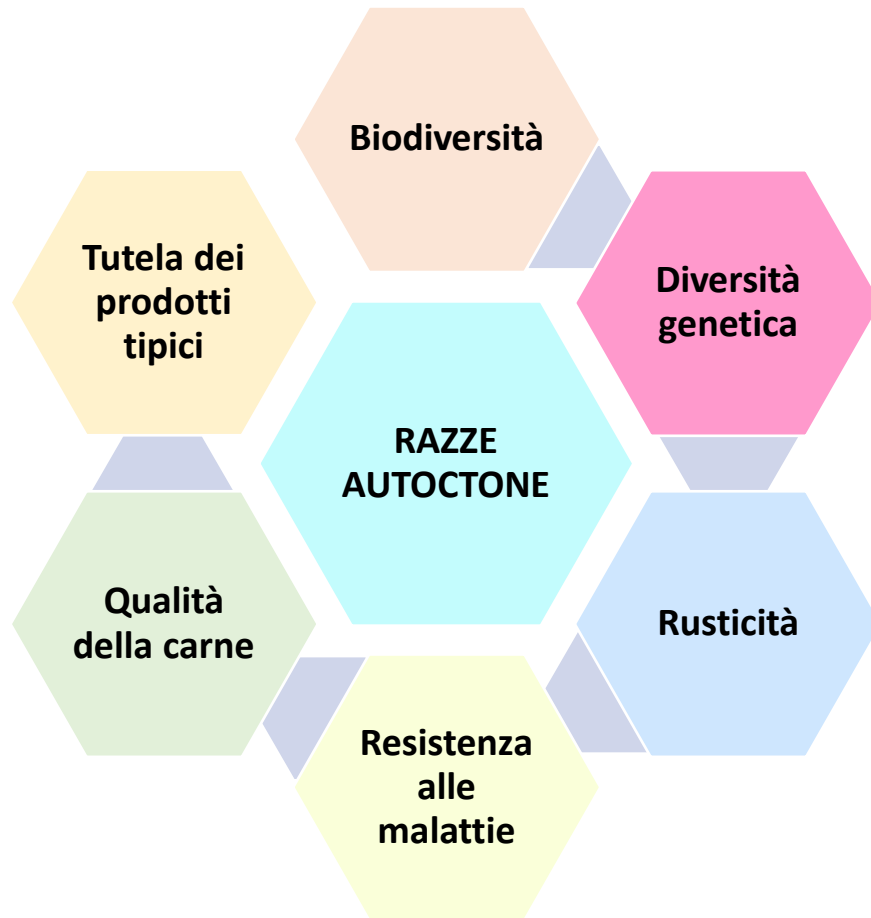 Biodiversità
Tutela dei
prodotti
tipici
Diversità
genetica
RAZZE
AUTOCTONE
Qualità
della carne
Rusticità
Resistenza
alle
malattie